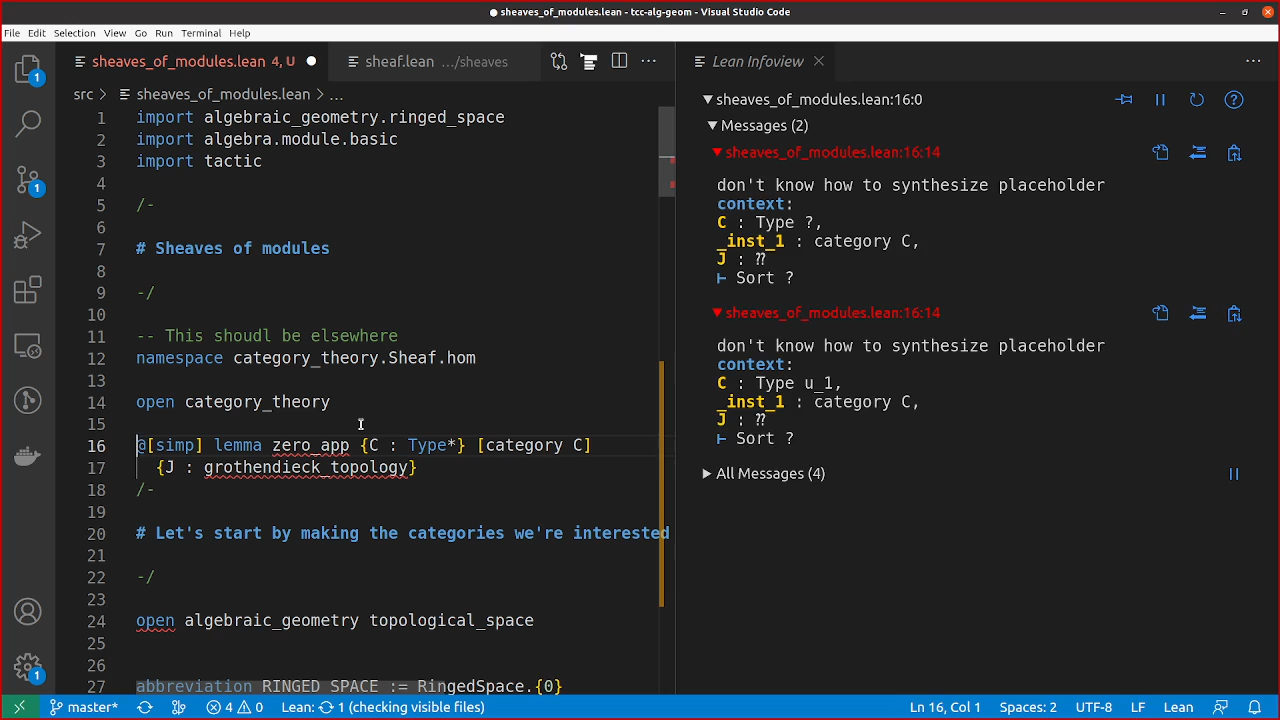 sheaves_of_modules.lean - tcc-alg-geom - Visual Studio Code
File Edit Selection View Go Run Terminal Help
sheaves_of_modules.lean 4, U
sheaf.lean .../sheaves
Lean Infoview
src > sheaves_of_modules.lean > ...
1 import algebraic_geometry.ringed_space
2 import algebra.module.basic
3 import tactic
4
5 /-
6
7 # Sheaves of modules
8
9 -/
10
11 -- This shoudl be elsewhere
12 namespace category_theory.Sheaf.hom
13
14 open category_theory
15
16 @[simp] lemma zero_app {C : Type*} [category C]
17 {J : grothendieck_topology}
18 /-
19
20 # Let's start by making the categories we're interested
21
22 -/
23
24 open algebraic_geometry topological_space
25
26
27 abbreviation RINGED_SPACE := RingedSpace.{0}
sheaves_of_modules.lean:16:0
Messages (2)
sheaves_of_modules.lean:16:14
don't know how to synthesize placeholder
context:
C : Type ?,
_inst_1 : category C,
J : ⁇
⊢ Sort ?
sheaves_of_modules.lean:16:14
don't know how to synthesize placeholder
context:
C : Type u_1,
_inst_1 : category C,
J : ⁇
⊢ Sort ?
All Messages (4)
1
1
1
master* 4 0 Lean: 1 (checking visible files)
Ln 16, Col 1 Spaces: 2 UTF-8 LF Lean